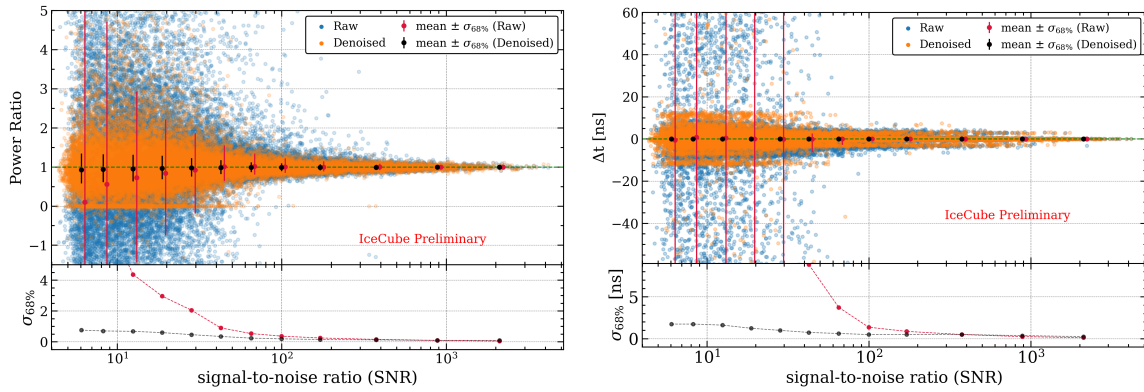 5
4
3
2
1
0
−1
Power Ratio
Raw
Denoised
mean ± σ68% (Raw)
mean ± σ68% (Denoised)
IceCube Preliminary
4
2
0
σ68%
10¹
10²
10³
signal-to-noise ratio (SNR)
60
40
20
0
−20
−40
Δt [ns]
Raw
Denoised
mean ± σ68% (Raw)
mean ± σ68% (Denoised)
IceCube Preliminary
5
0
σ68% [ns]
10¹
10²
10³
signal-to-noise ratio (SNR)